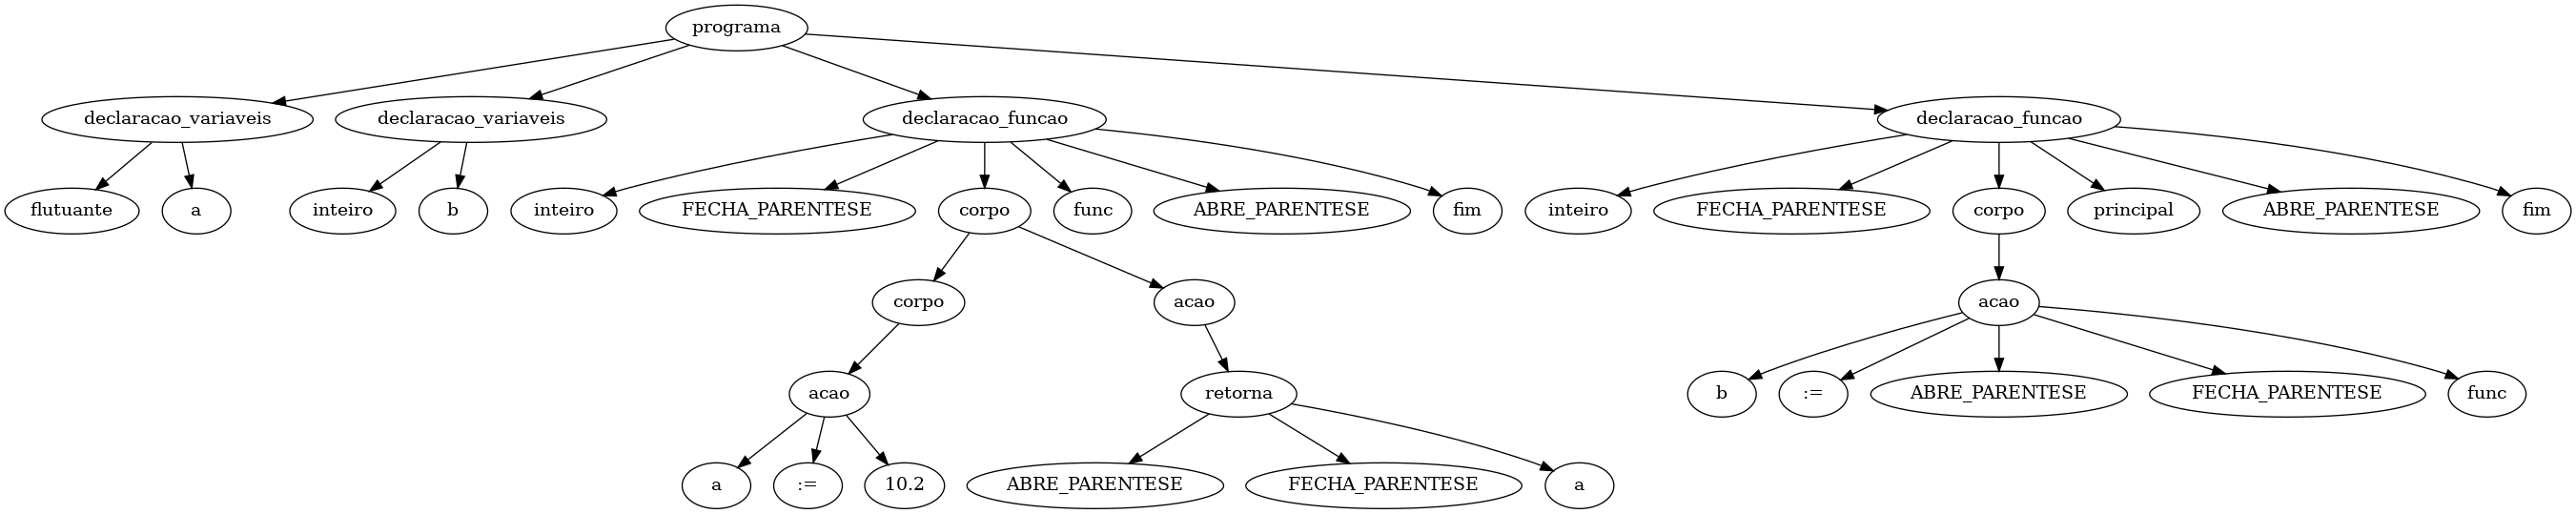 programa
declaracao_variaveis declaracao_variaveis declaracao_funcao declaracao_funcao
flutuante a inteiro b inteiro FECHA_PARENTESE corpo func ABRE_PARENTESE fim inteiro FECHA_PARENTESE corpo principal ABRE_PARENTESE fim
corpo acao acao
acao retorna b := ABRE_PARENTESE FECHA_PARENTESE func
a := 10.2 ABRE_PARENTESE FECHA_PARENTESE a